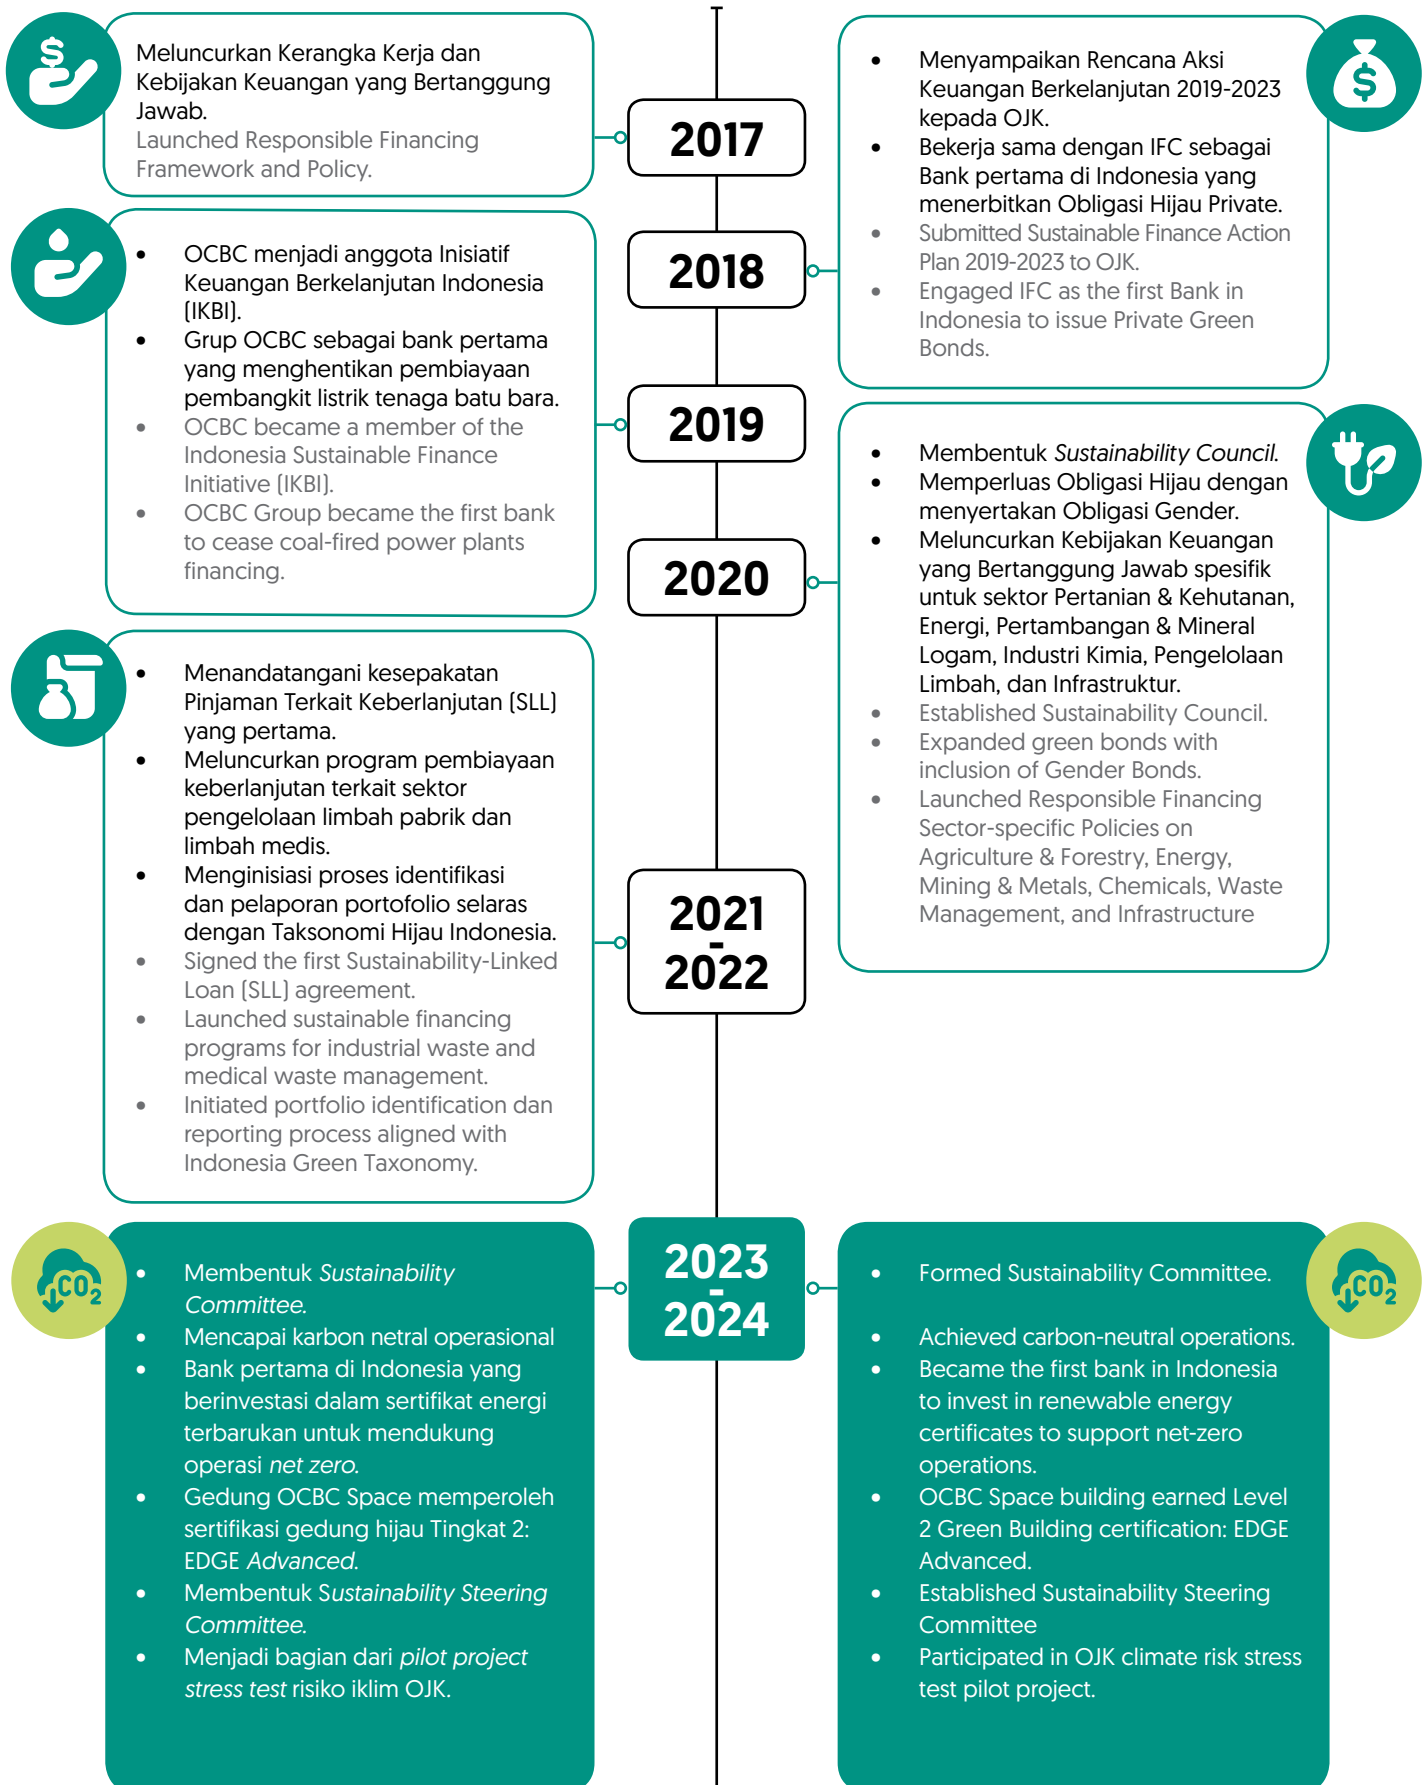 2017
Meluncurkan Kerangka Kerja dan
Kebijakan Keuangan yang Bertanggung
Jawab.
Launched Responsible Financing
Framework and Policy.
2018
• Menyampaikan Rencana Aksi
Keuangan Berkelanjutan 2019-2023
kepada OJK.
• Bekerja sama dengan IFC sebagai
Bank pertama di Indonesia yang
menerbitkan Obligasi Hijau Private.
• Submitted Sustainable Finance Action
Plan 2019-2023 to OJK.
• Engaged IFC as the first Bank in
Indonesia to issue Private Green
Bonds.
2019
• OCBC menjadi anggota Inisiatif
Keuangan Berkelanjutan Indonesia
(IKBI).
• Grup OCBC sebagai bank pertama
yang menghentikan pembiayaan
pembangkit listrik tenaga batu bara.
• OCBC became a member of the
Indonesia Sustainable Finance
Initiative (IKBI).
• OCBC Group became the first bank
to cease coal-fired power plants
financing.
2020
• Membentuk Sustainability Council.
• Memperluas Obligasi Hijau dengan
menyertakan Obligasi Gender.
• Meluncurkan Kebijakan Keuangan
yang Bertanggung Jawab spesifik
untuk sektor Pertanian & Kehutanan,
Energi, Pertambangan & Mineral
Logam, Industri Kimia, Pengelolaan
Limbah, dan Infrastruktur.
• Established Sustainability Council.
• Expanded green bonds with
inclusion of Gender Bonds.
• Launched Responsible Financing
Sector-specific Policies on
Agriculture & Forestry, Energy,
Mining & Metals, Chemicals, Waste
Management, and Infrastructure
2021
-
2022
• Menandatangani kesepakatan
Pinjaman Terkait Keberlanjutan (SLL)
yang pertama.
• Meluncurkan program pembiayaan
keberlanjutan terkait sektor
pengelolaan limbah pabrik dan
limbah medis.
• Menginisiasi proses identifikasi
dan pelaporan portofolio selaras
dengan Taksonomi Hijau Indonesia.
• Signed the first Sustainability-Linked
Loan (SLL) agreement.
• Launched sustainable financing
programs for industrial waste and
medical waste management.
• Initiated portfolio identification dan
reporting process aligned with
Indonesia Green Taxonomy.
2023
-
2024
CO2
• Membentuk Sustainability
Committee.
• Mencapai karbon netral operasional
• Bank pertama di Indonesia yang
berinvestasi dalam sertifikat energi
terbarukan untuk mendukung
operasi net zero.
• Gedung OCBC Space memperoleh
sertifikasi gedung hijau Tingkat 2:
EDGE Advanced.
• Membentuk Sustainability Steering
Committee.
• Menjadi bagian dari pilot project
stress test risiko iklim OJK.
CO2
• Formed Sustainability Committee.
• Achieved carbon-neutral operations.
• Became the first bank in Indonesia
to invest in renewable energy
certificates to support net-zero
operations.
• OCBC Space building earned Level
2 Green Building certification: EDGE
Advanced.
• Established Sustainability Steering
Committee
• Participated in OJK climate risk stress
test pilot project.